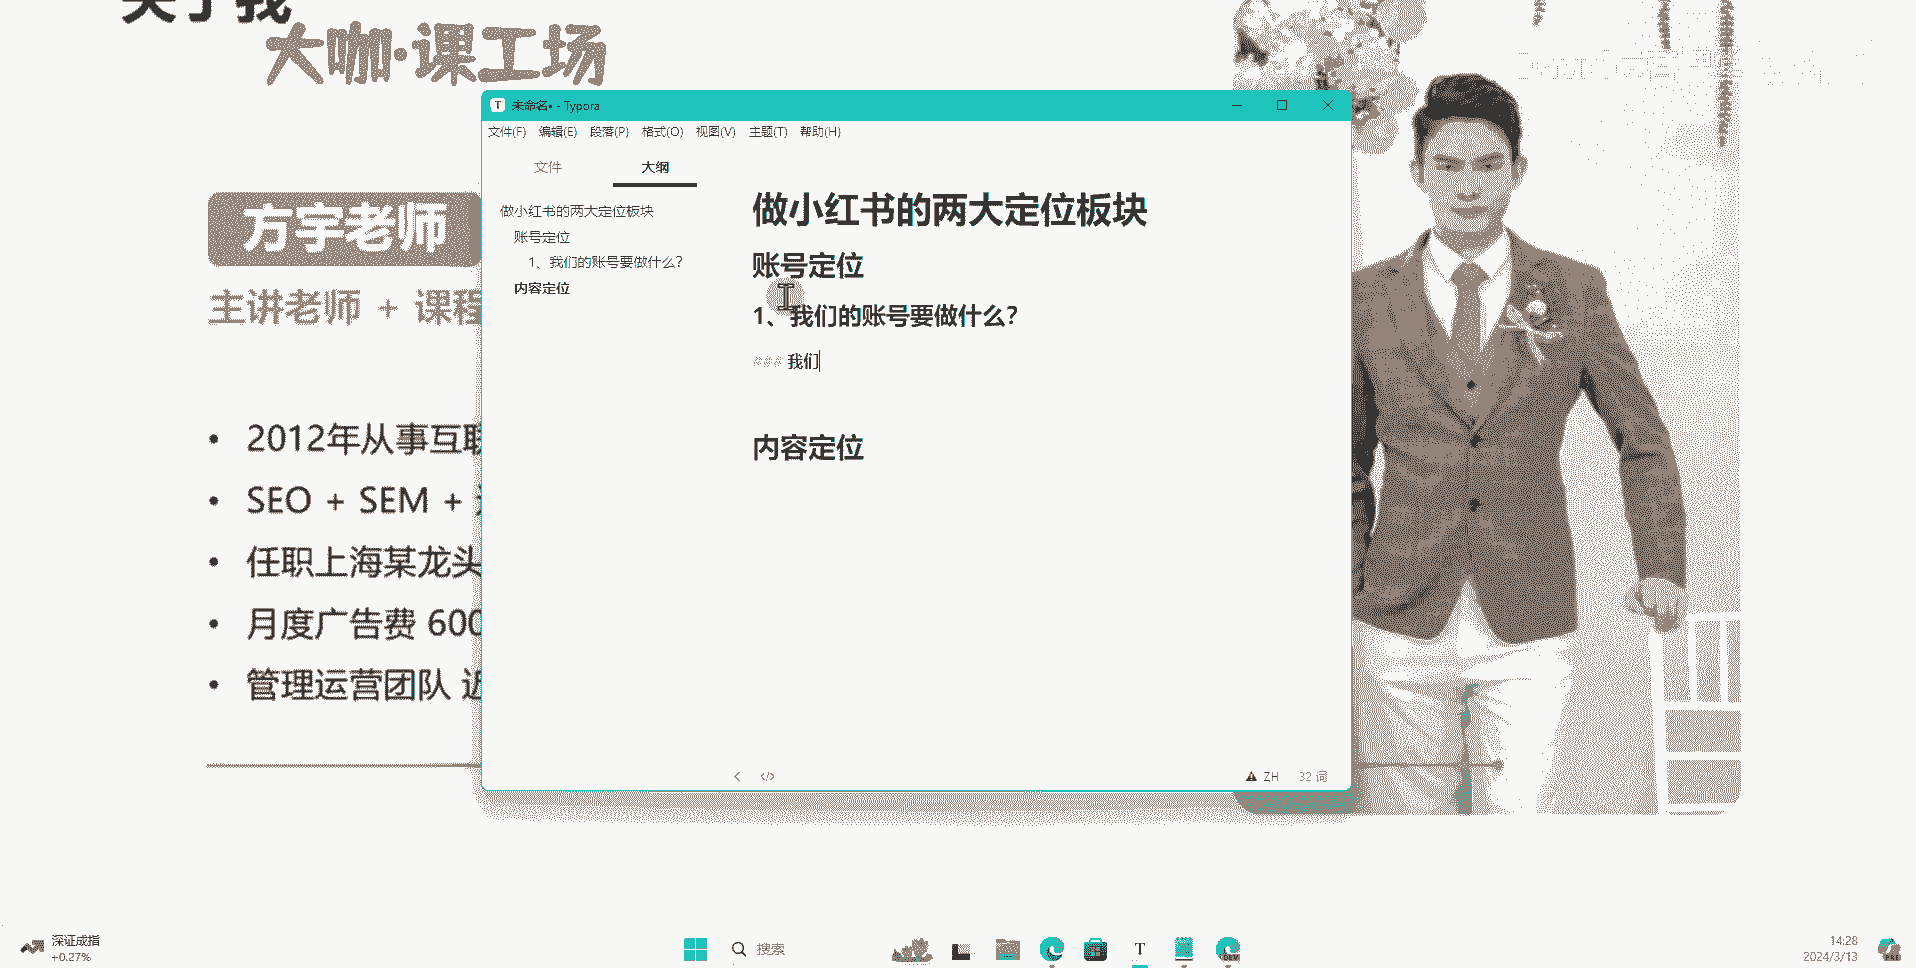 关于我
大咖·课工场
未命名• - Typora
文件(F) 编辑(E) 段落(P) 格式(O) 视图(V) 主题(T) 帮助(H)
文件 大纲
做小红书的两大定位板块
账号定位
1、我们的账号要做什么？
内容定位
做小红书的两大定位板块
账号定位
1、我们的账号要做什么？
### 我们
内容定位
ZH 32 词
方宇老师
主讲老师 + 课程
• 2012年从事互联
• SEO + SEM +
• 任职上海某龙头
• 月度广告费 600
• 管理运营团队 近
深证成指
+0.27%
搜索
14:28
2024/3/13